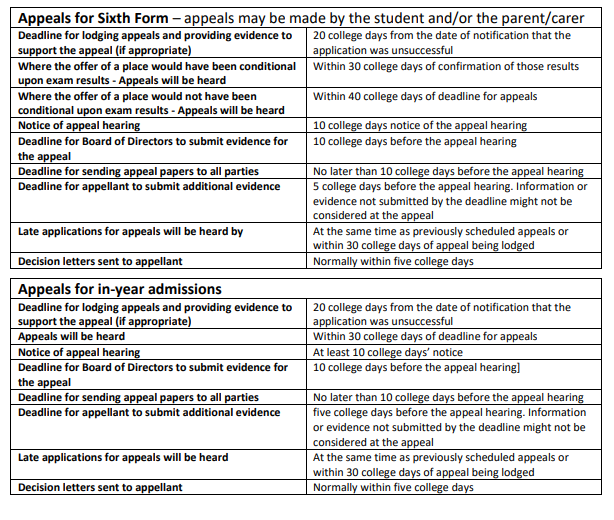 Appeals for Sixth Form – appeals may be made by the student and/or the parent/carer
Deadline for lodging appeals and providing evidence to
support the appeal (if appropriate)
20 college days from the date of notification that the
application was unsuccessful
Where the offer of a place would have been conditional
upon exam results - Appeals will be heard
Within 30 college days of confirmation of those results
Where the offer of a place would not have been
conditional upon exam results - Appeals will be heard
Within 40 college days of deadline for appeals
Notice of appeal hearing
10 college days notice of the appeal hearing
Deadline for Board of Directors to submit evidence for
the appeal
10 college days before the appeal hearing
Deadline for sending appeal papers to all parties
No later than 10 college days before the appeal hearing
Deadline for appellant to submit additional evidence
5 college days before the appeal hearing. Information or
evidence not submitted by the deadline might not be
considered at the appeal
Late applications for appeals will be heard by
At the same time as previously scheduled appeals or
within 30 college days of appeal being lodged
Decision letters sent to appellant
Normally within five college days
Appeals for in-year admissions
Deadline for lodging appeals and providing evidence to
support the appeal (if appropriate)
20 college days from the date of notification that the
application was unsuccessful
Appeals will be heard
Within 30 college days of deadline for appeals
Notice of appeal hearing
At least 10 college days’ notice
Deadline for Board of Directors to submit evidence for
the appeal
10 college days before the appeal hearing]
Deadline for sending appeal papers to all parties
No later than 10 college days before the appeal hearing
Deadline for appellant to submit additional evidence
five college days before the appeal hearing. Information
or evidence not submitted by the deadline might not be
considered at the appeal
Late applications for appeals will be heard
At the same time as previously scheduled appeals or
within 30 college days of appeal being lodged
Decision letters sent to appellant
Normally within five college days